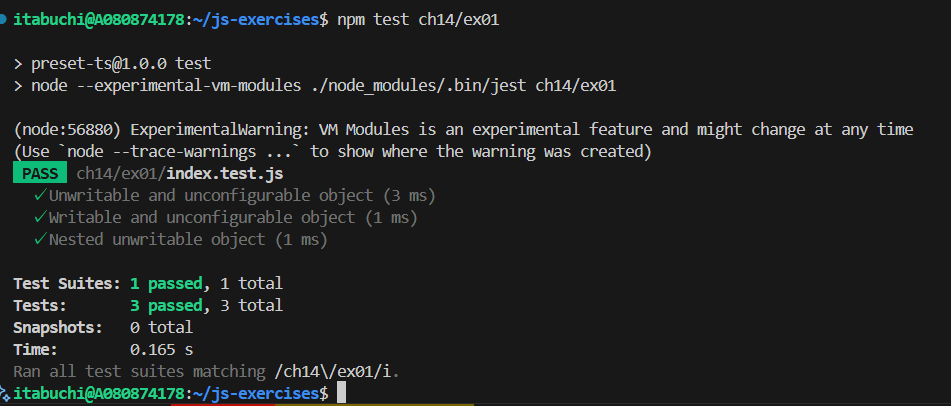 itabuchi@A080874178:~/js-exercises$ npm test ch14/ex01
> preset-ts@1.0.0 test
> node --experimental-vm-modules ./node_modules/.bin/jest ch14/ex01
(node:56880) ExperimentalWarning: VM Modules is an experimental feature and might change at any time
(Use `node --trace-warnings ...` to show where the warning was created)
PASS ch14/ex01/index.test.js
✓Unwritable and unconfigurable object (3 ms)
✓Writable and unconfigurable object (1 ms)
✓Nested unwritable object (1 ms)
Test Suites: 1 passed, 1 total
Tests: 3 passed, 3 total
Snapshots: 0 total
Time: 0.165 s
Ran all test suites matching /ch14\/ex01/i.
itabuchi@A080874178:~/js-exercises$